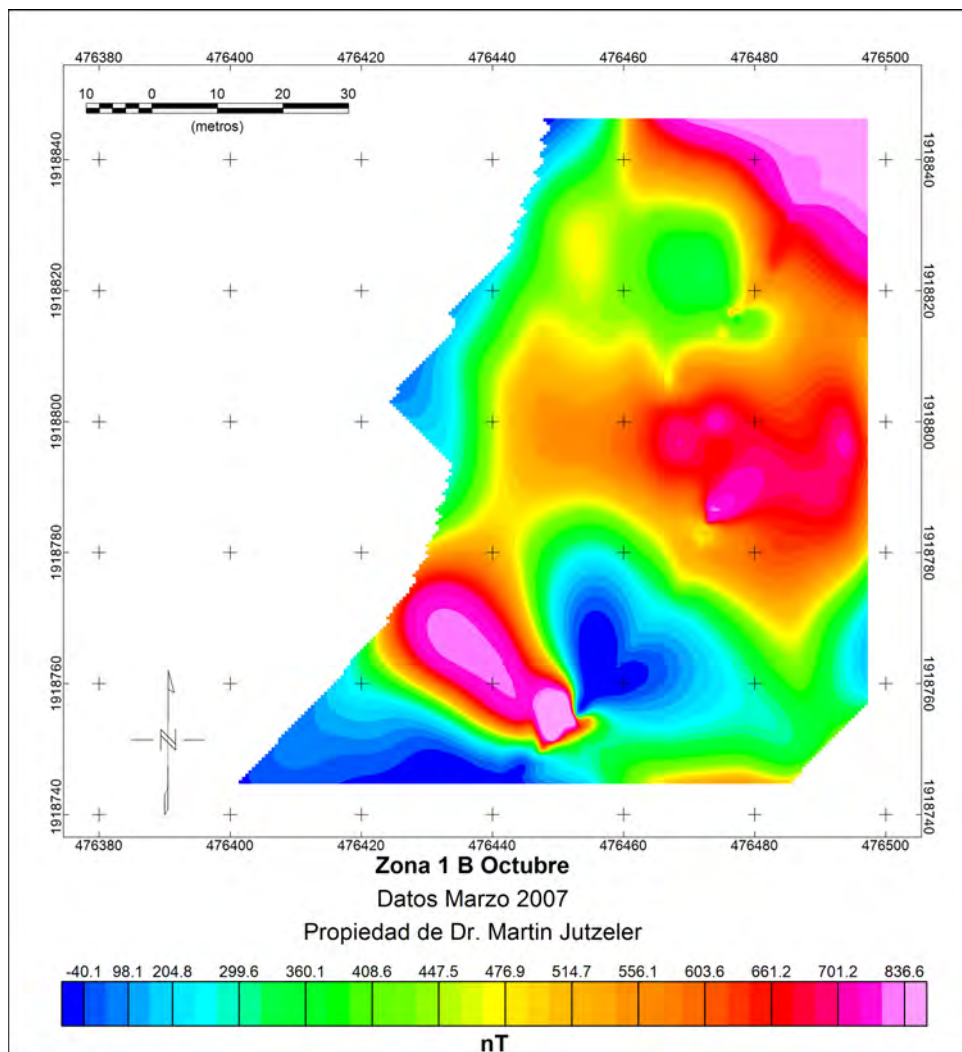 476380 476400 476420 476440 476460 476480 476500
10 0 10 20 30
(metros)
1918840 1918840
1918820 1918820
1918800 1918800
1918780 1918780
1918760 1918760
N
1918740 1918740
476380 476400 476420 476440 476460 476480 476500
Zona 1 B Octubre
Datos Marzo 2007
Propiedad de Dr. Martin Jutzeler
-40.1 98.1 204.8 299.6 360.1 408.6 447.5 476.9 514.7 556.1 603.6 661.2 701.2 836.6
nT